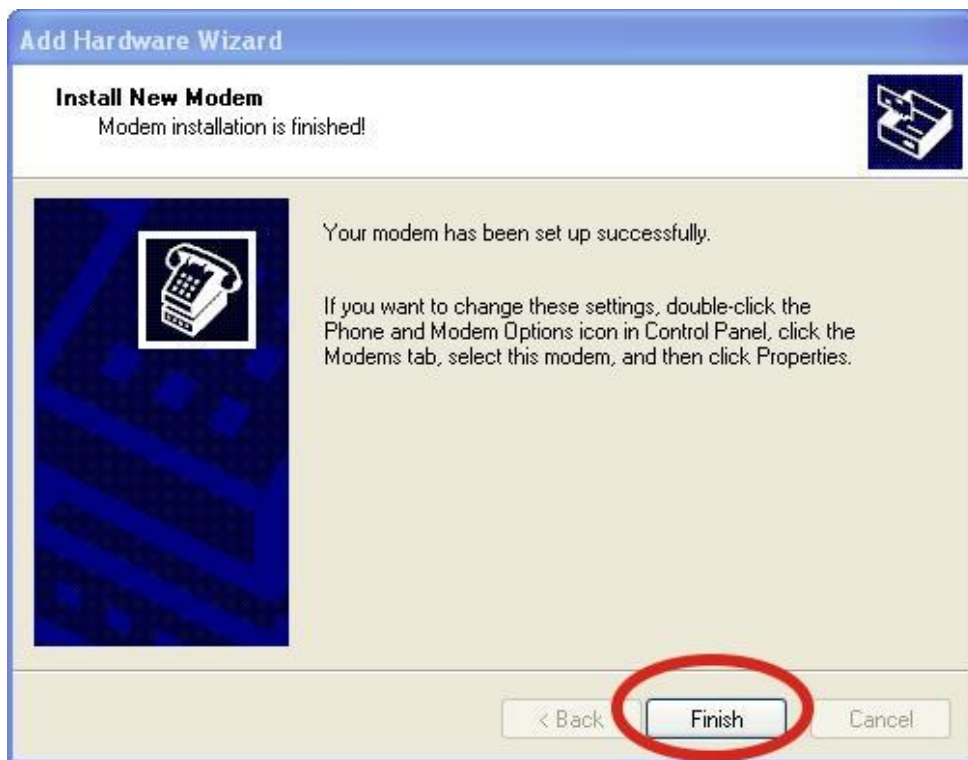 Add Hardware Wizard
Install New Modem
Modem installation is finished!
Your modem has been set up successfully.
If you want to change these settings, double-click the
Phone and Modem Options icon in Control Panel, click the
Modems tab, select this modem, and then click Properties.
< Back Finish Cancel